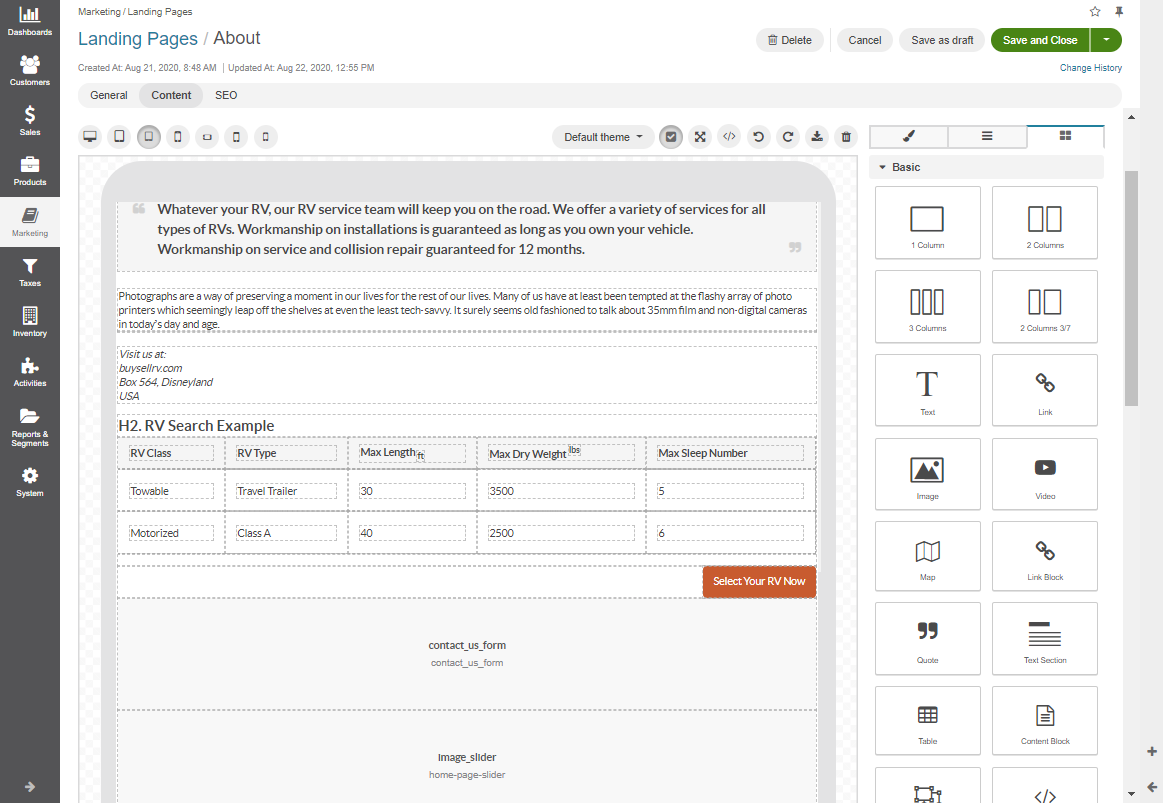 Dashboards
Customers
Sales
Products
Marketing
Taxes
Inventory
Activities
Reports &
Segments
System
Marketing / Landing Pages
Landing Pages / About
Delete
Cancel
Save as draft
Save and Close
Created At: Aug 21, 2020, 8:48 AM | Updated At: Aug 22, 2020, 12:55 PM
Change History
General
Content
SEO
Default theme
Whatever your RV, our RV service team will keep you on the road. We offer a variety of services for all
types of RVs. Workmanship on installations is guaranteed as long as you own your vehicle.
Workmanship on service and collision repair guaranteed for 12 months.
Photographs are a way of preserving a moment in our lives for the rest of our lives. Many of us have at least been tempted at the flashy array of photo
printers which seemingly leap off the shelves at even the least tech-savvy. It surely seems old fashioned to talk about 35mm film and non-digital cameras
in today's day and age.
Visit us at:
buysellrv.com
Box 564, Disneyland
USA
H2. RV Search Example
RV Class RV Type Max Length ft Max Dry Weight lbs Max Sleep Number
Towable Travel Trailer 30 3500 5
Motorized Class A 40 2500 6
Select Your RV Now
contact_us_form
contact_us_form
image_slider
home-page-slider
Basic
1 Column
2 Columns
3 Columns
2 Columns 3/7
Text
Link
Image
Video
Map
Link Block
Quote
Text Section
Table
Content Block